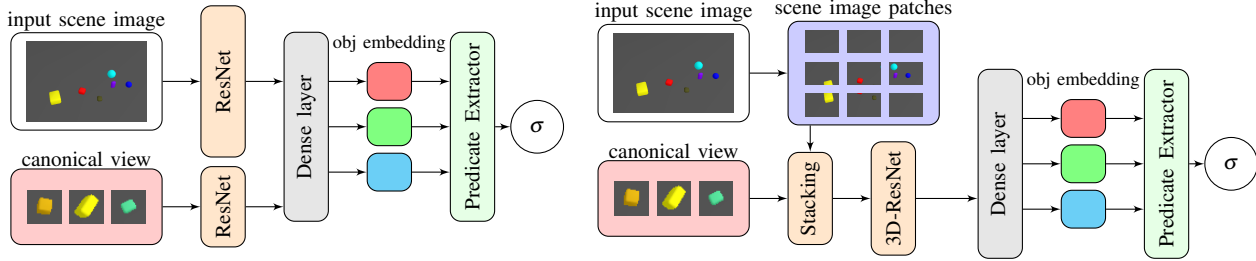 input scene image
ResNet
canonical view
ResNet
Dense layer
obj embedding
Predicate Extractor
σ
input scene image
scene image patches
canonical view
Stacking
3D-ResNet
Dense layer
obj embedding
Predicate Extractor
σ